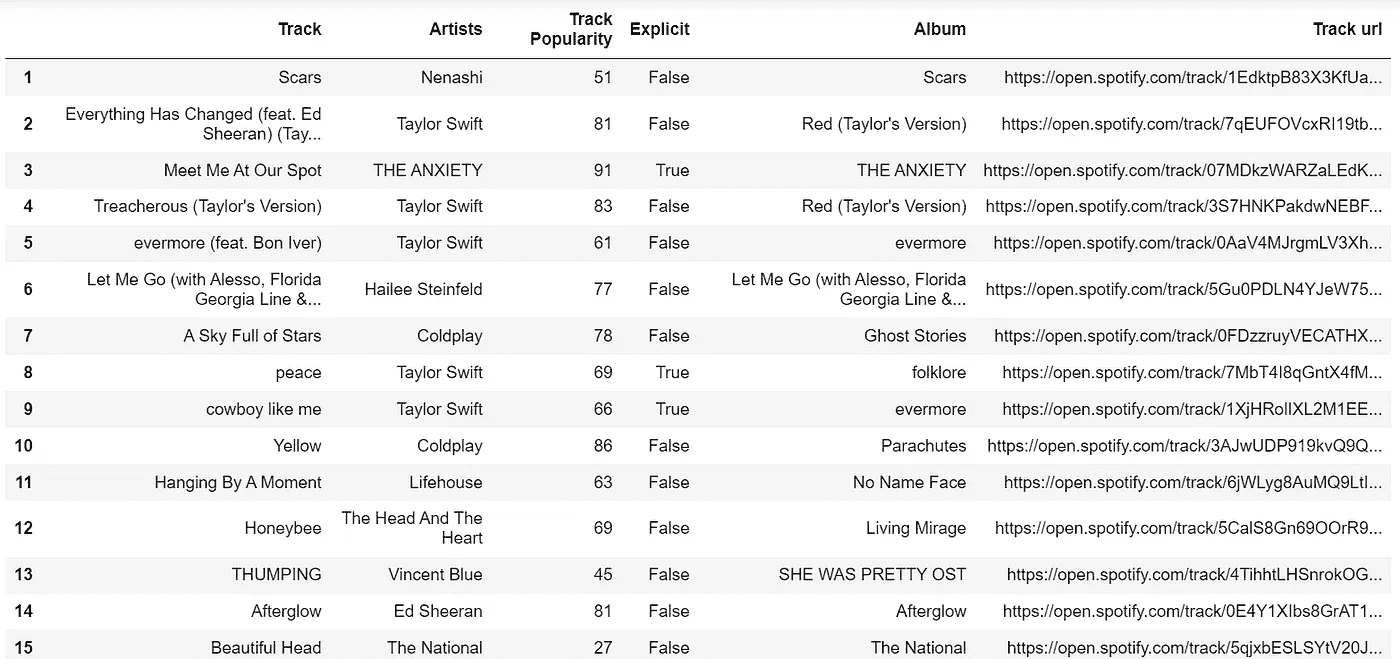 Track Artists Track Popularity Explicit Album Track url
1 Scars Nenashi 51 False Scars https://open.spotify.com/track/1EdktpB83X3KfUa...
2 Everything Has Changed (feat. Ed Sheeran) (Tay... Taylor Swift 81 False Red (Taylor's Version) https://open.spotify.com/track/7qEUFOVcxRI19tb...
3 Meet Me At Our Spot THE ANXIETY 91 True THE ANXIETY https://open.spotify.com/track/07MDkzWARZaLEdK...
4 Treacherous (Taylor's Version) Taylor Swift 83 False Red (Taylor's Version) https://open.spotify.com/track/3S7HNKPakdwNEBF...
5 evermore (feat. Bon Iver) Taylor Swift 61 False evermore https://open.spotify.com/track/0AaV4MJrgmLV3Xh...
6 Let Me Go (with Alesso, Florida Georgia Line &... Hailee Steinfeld 77 False Let Me Go (with Alesso, Florida Georgia Line &... https://open.spotify.com/track/5Gu0PDLN4YJeW75...
7 A Sky Full of Stars Coldplay 78 False Ghost Stories https://open.spotify.com/track/0FDzzruyVECATHX...
8 peace Taylor Swift 69 True folklore https://open.spotify.com/track/7MbT4I8qGntX4fM...
9 cowboy like me Taylor Swift 66 True evermore https://open.spotify.com/track/1XjHRolIXL2M1EE...
10 Yellow Coldplay 86 False Parachutes https://open.spotify.com/track/3AJwUDP919kvQ9Q...
11 Hanging By A Moment Lifehouse 63 False No Name Face https://open.spotify.com/track/6jWLyg8AuMQ9LtI...
12 Honeybee The Head And The Heart 69 False Living Mirage https://open.spotify.com/track/5CalS8Gn69OOrR9...
13 THUMPING Vincent Blue 45 False SHE WAS PRETTY OST https://open.spotify.com/track/4TihhtLHSnrokOG...
14 Afterglow Ed Sheeran 81 False Afterglow https://open.spotify.com/track/0E4Y1XIbs8GrAT1...
15 Beautiful Head The National 27 False The National https://open.spotify.com/track/5qjxbESLSYtV20J...